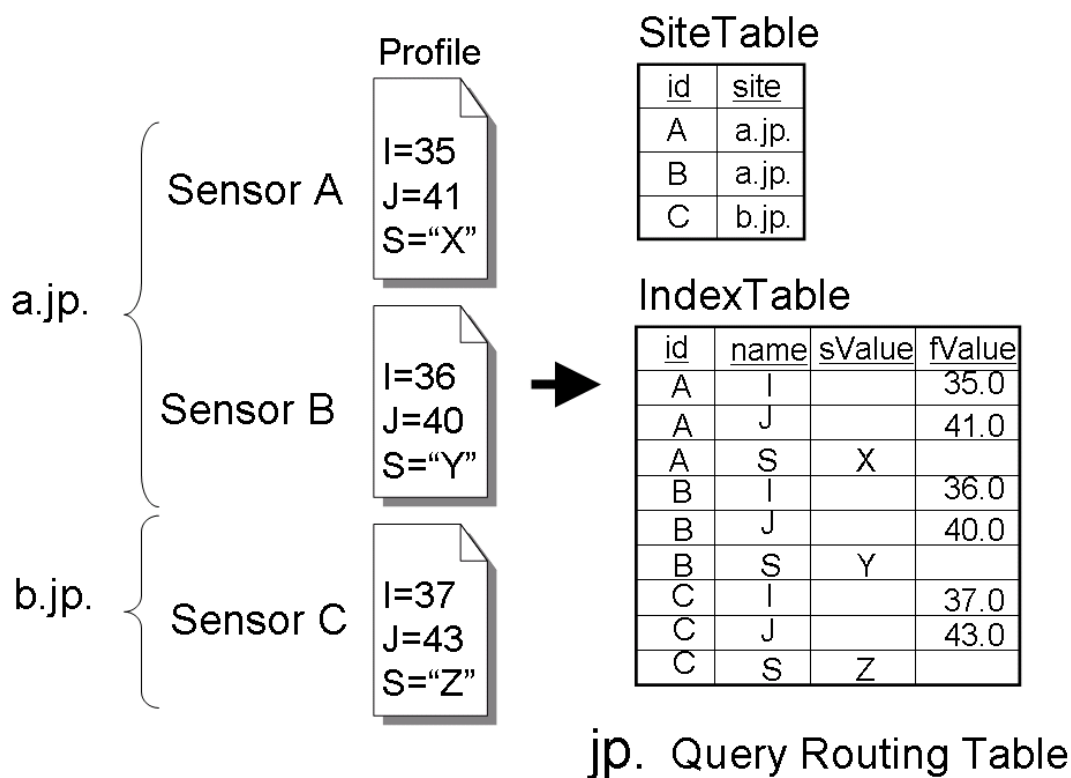 Profile
a.jp.
Sensor A
I=35
J=41
S=“X”
Sensor B
I=36
J=40
S=“Y”
b.jp.
Sensor C
I=37
J=43
S=“Z”
SiteTable
id site
A a.jp.
B a.jp.
C b.jp.
IndexTable
id name sValue fValue
A I 35.0
A J 41.0
A S X
B I 36.0
B J 40.0
B S Y
C I 37.0
C J 43.0
C S Z
jp. Query Routing Table